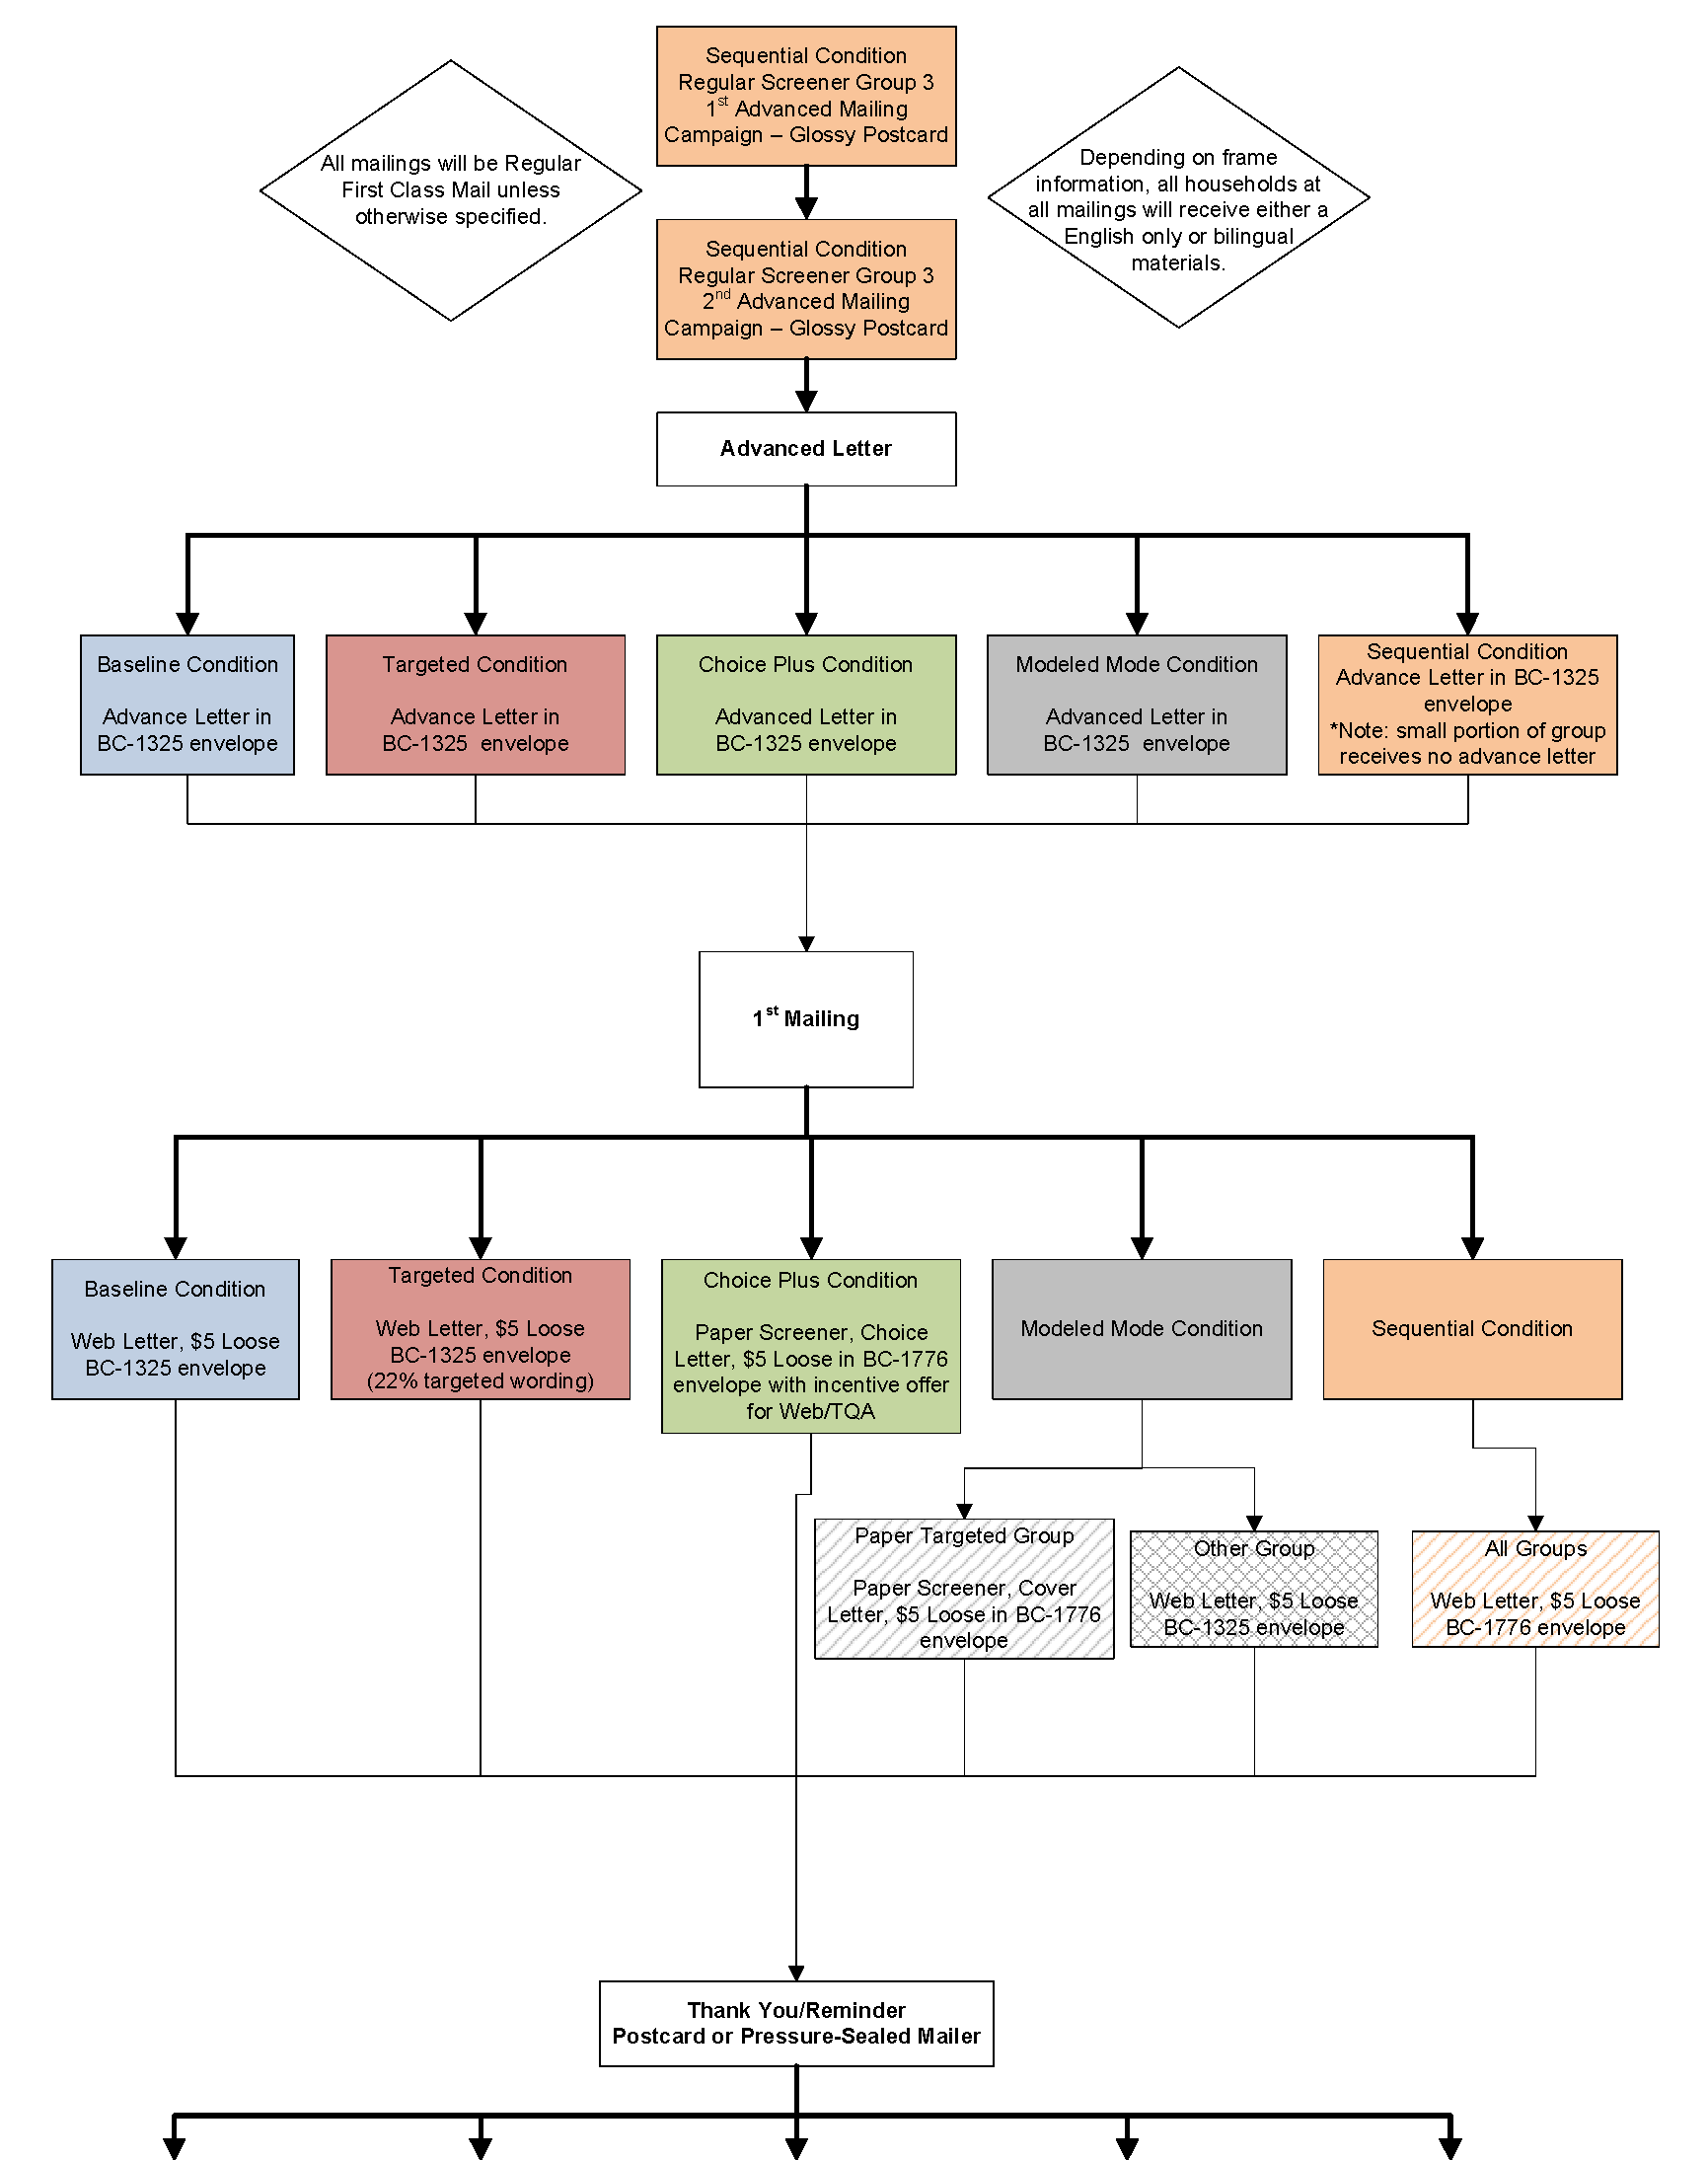 Sequential Condition
Regular Screener Group 3
1st Advanced Mailing
Campaign – Glossy Postcard
All mailings will be Regular
First Class Mail unless
otherwise specified.
Depending on frame
information, all households at
all mailings will receive either a
English only or bilingual
materials.
Sequential Condition
Regular Screener Group 3
2nd Advanced Mailing
Campaign – Glossy Postcard
Advanced Letter
Baseline Condition
Advance Letter in
BC-1325 envelope
Targeted Condition
Advance Letter in
BC-1325 envelope
Choice Plus Condition
Advanced Letter in
BC-1325 envelope
Modeled Mode Condition
Advanced Letter in
BC-1325 envelope
Sequential Condition
Advance Letter in BC-1325
envelope
*Note: small portion of group
receives no advance letter
1st Mailing
Baseline Condition
Web Letter, $5 Loose
BC-1325 envelope
Targeted Condition
Web Letter, $5 Loose
BC-1325 envelope
(22% targeted wording)
Choice Plus Condition
Paper Screener, Choice
Letter, $5 Loose in BC-1776
envelope with incentive offer
for Web/TQA
Modeled Mode Condition
Sequential Condition
Paper Targeted Group
Paper Screener, Cover
Letter, $5 Loose in BC-1776
envelope
Other Group
Web Letter, $5 Loose
BC-1325 envelope
All Groups
Web Letter, $5 Loose
BC-1776 envelope
Thank You/Reminder
Postcard or Pressure-Sealed Mailer